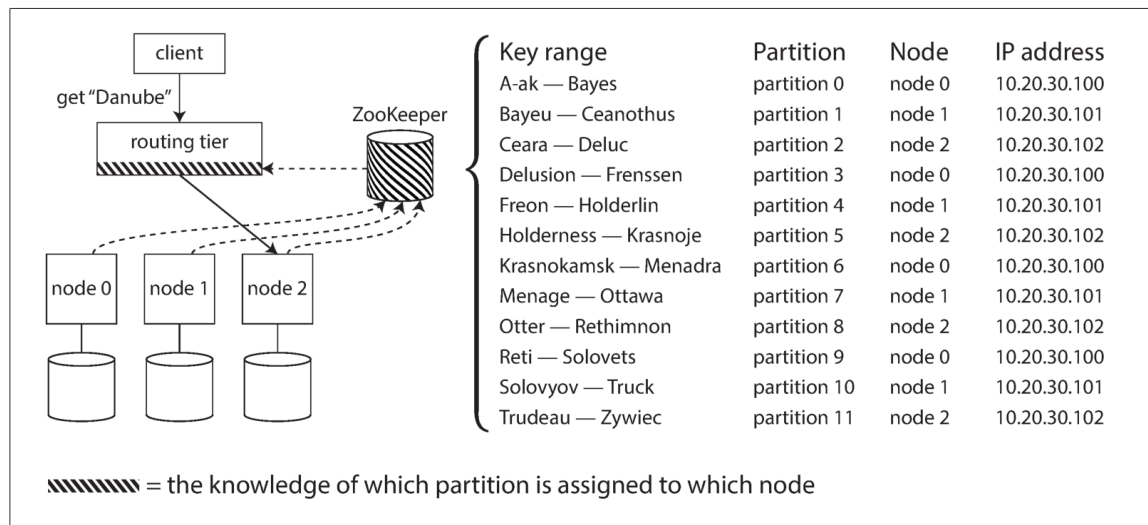 client
get “Danube”
routing tier
ZooKeeper
node 0 node 1 node 2
Key range Partition Node IP address
A-ak — Bayes partition 0 node 0 10.20.30.100
Bayeu — Ceanothus partition 1 node 1 10.20.30.101
Ceara — Deluc partition 2 node 2 10.20.30.102
Delusion — Frenssen partition 3 node 0 10.20.30.100
Freon — Holderlin partition 4 node 1 10.20.30.101
Holderness — Krasnoje partition 5 node 2 10.20.30.102
Krasnokamsk — Menadra partition 6 node 0 10.20.30.100
Menage — Ottawa partition 7 node 1 10.20.30.101
Otter — Rethimnon partition 8 node 2 10.20.30.102
Reti — Solovets partition 9 node 0 10.20.30.100
Solovyov — Truck partition 10 node 1 10.20.30.101
Trudeau — Zywiec partition 11 node 2 10.20.30.102
= the knowledge of which partition is assigned to which node